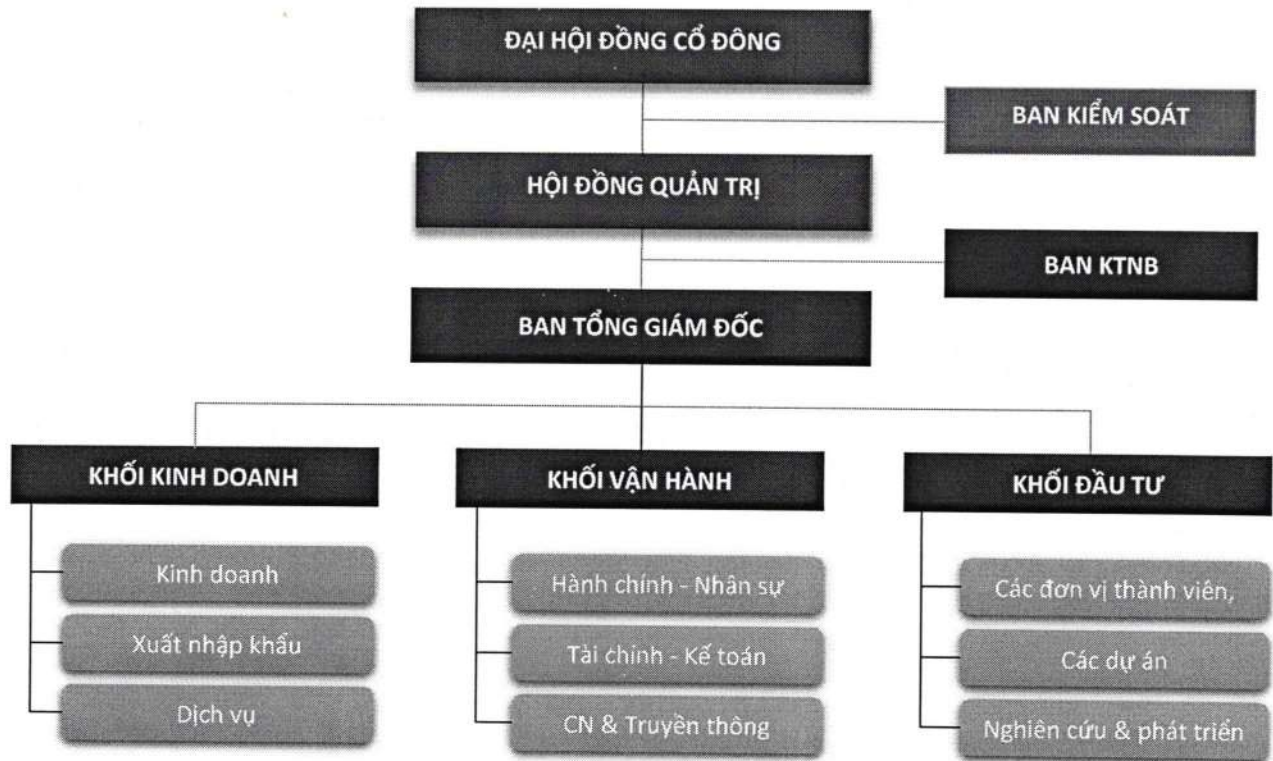 ĐẠI HỘI ĐỒNG CỔ ĐÔNG
BAN KIỂM SOÁT
HỘI ĐỒNG QUẢN TRỊ
BAN KTNB
BAN TỔNG GIÁM ĐỐC
KHỐI KINH DOANH
Kinh doanh
Xuất nhập khẩu
Dịch vụ
KHỐI VẬN HÀNH
Hành chính - Nhân sự
Tài chính - Kế toán
CN & Truyền thông
KHỐI ĐẦU TƯ
Các đơn vị thành viên,
Các dự án
Nghiên cứu & phát triển